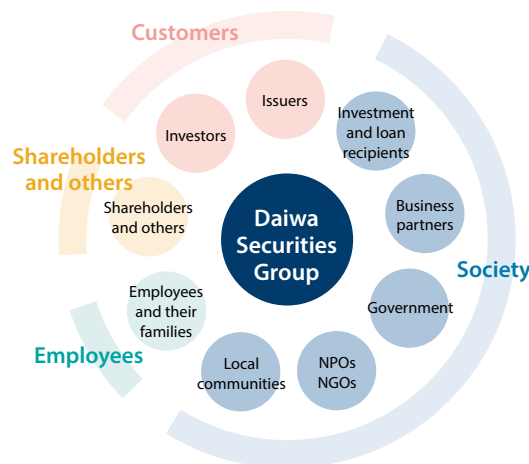 Customers
Issuers
Investors
Investment
and loan
recipients
Shareholders
and others
Shareholders
and others
Business
partners
Daiwa
Securities
Group
Society
Employees
and their
families
Government
Employees
Local
communities
NPOs
NGOs